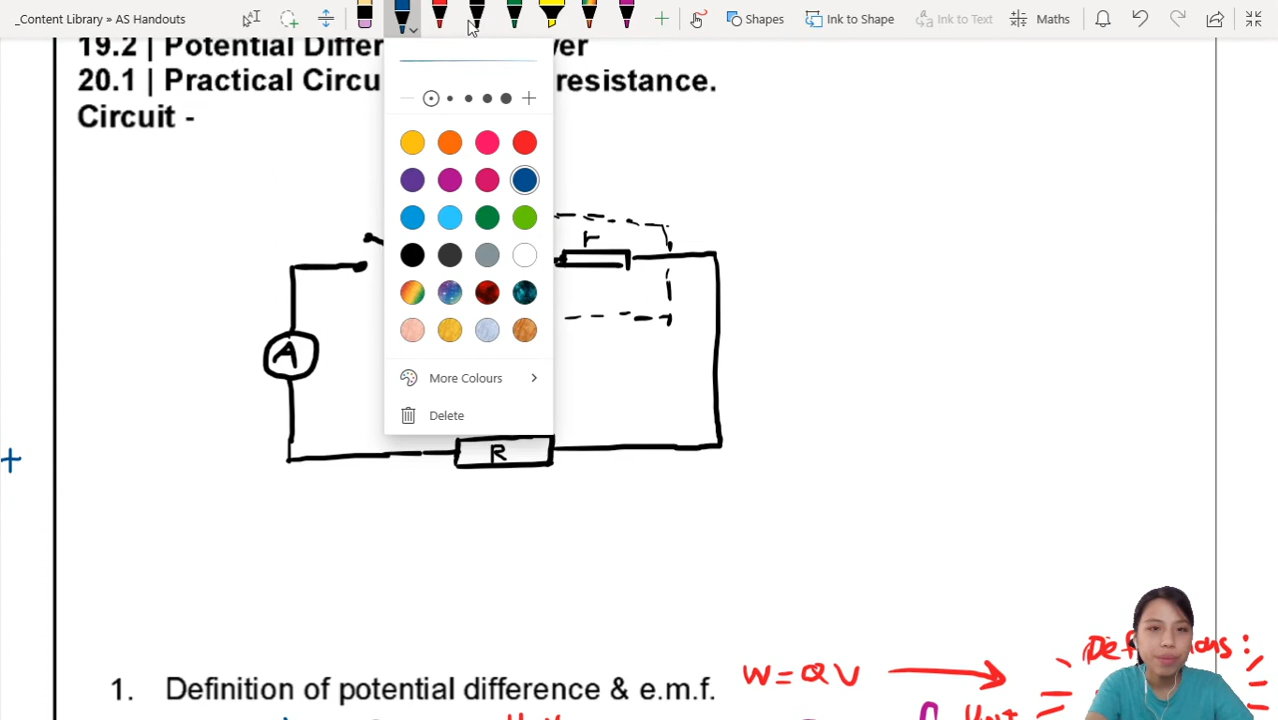 _Content Library » AS Handouts
Shapes
Ink to Shape
Ink to Text
Maths
19.2 | Potential Differ wer
20.1 | Practical Circu resistance.
Circuit -
r
A
R
More Colours
Delete
1. Definition of potential difference & e.m.f.
W = QV
Unit